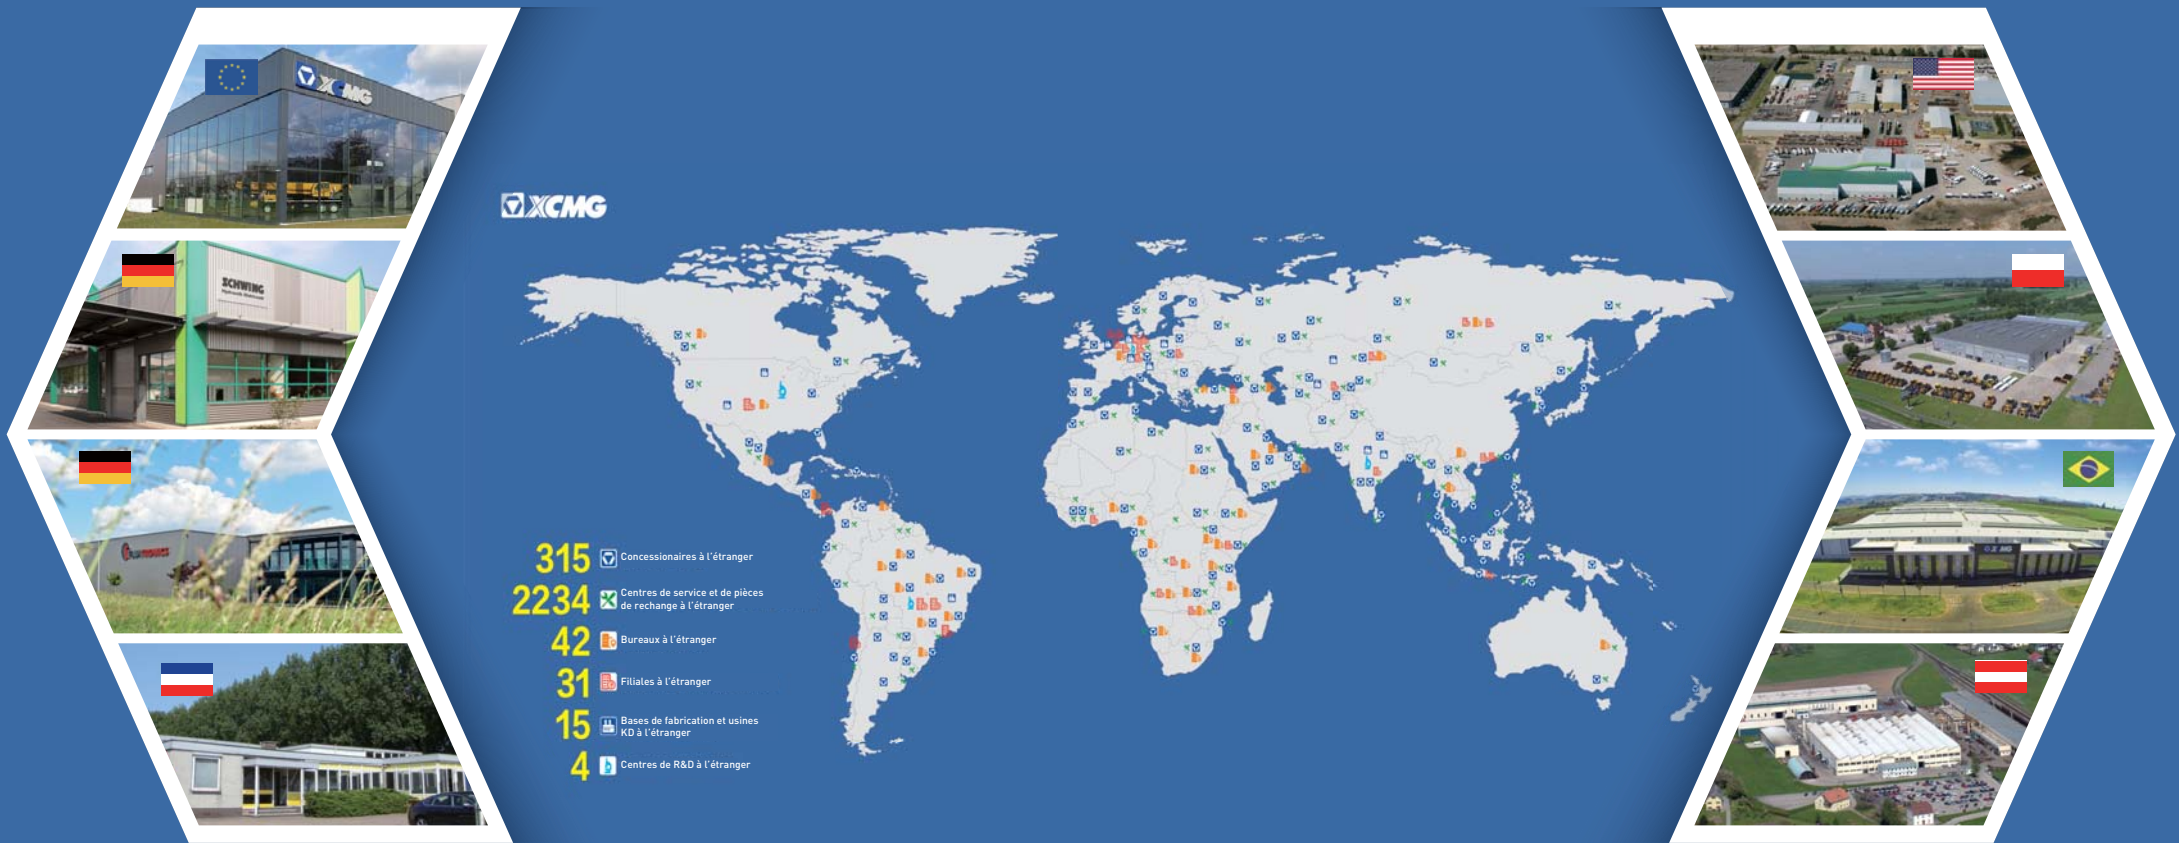 XCMG
SCHWING
XCMG
315 Concessionaires à l'étranger
2234 Centres de service et de pièces
de rechange à l'étranger
42 Bureaux à l'étranger
31 Filiales à l'étranger
15 Bases de fabrication et usines
KD à l'étranger
4 Centres de R&D à l'étranger